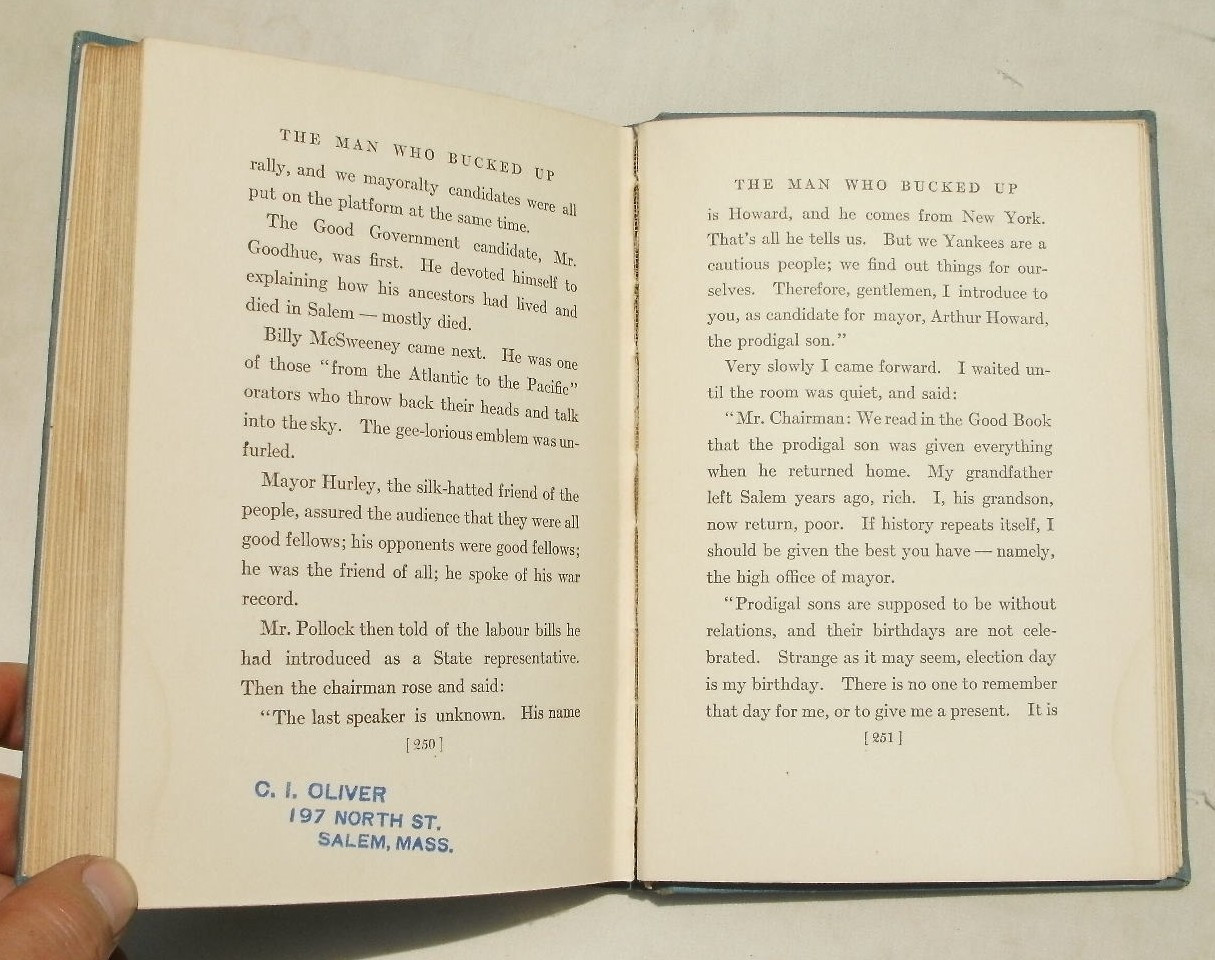 THE MAN WHO BUCKED UP
rally, and we mayoralty candidates were all
put on the platform at the same time.
The Good Government candidate, Mr.
Goodhue, was first. He devoted himself to
explaining how his ancestors had lived and
died in Salem — mostly died.
Billy McSweeney came next. He was one
of those “from the Atlantic to the Pacific”
orators who throw back their heads and talk
into the sky. The gee-lorious emblem was un-
furled.
Mayor Hurley, the silk-hatted friend of the
people, assured the audience that they were all
good fellows; his opponents were good fellows;
he was the friend of all; he spoke of his war
record.
Mr. Pollock then told of the labour bills he
had introduced as a State representative.
Then the chairman rose and said:
“The last speaker is unknown. His name
[ 250 ]
C. I. OLIVER
197 NORTH ST.
SALEM, MASS.
THE MAN WHO BUCKED UP
is Howard, and he comes from New York.
That’s all he tells us. But we Yankees are a
cautious people; we find out things for our-
selves. Therefore, gentlemen, I introduce to
you, as candidate for mayor, Arthur Howard,
the prodigal son.”
Very slowly I came forward. I waited un-
til the room was quiet, and said:
“Mr. Chairman: We read in the Good Book
that the prodigal son was given everything
when he returned home. My grandfather
left Salem years ago, rich. I, his grandson,
now return, poor. If history repeats itself, I
should be given the best you have — namely,
the high office of mayor.
“Prodigal sons are supposed to be without
relations, and their birthdays are not cele-
brated. Strange as it may seem, election day
is my birthday. There is no one to remember
that day for me, or to give me a present. It is
[ 251 ]